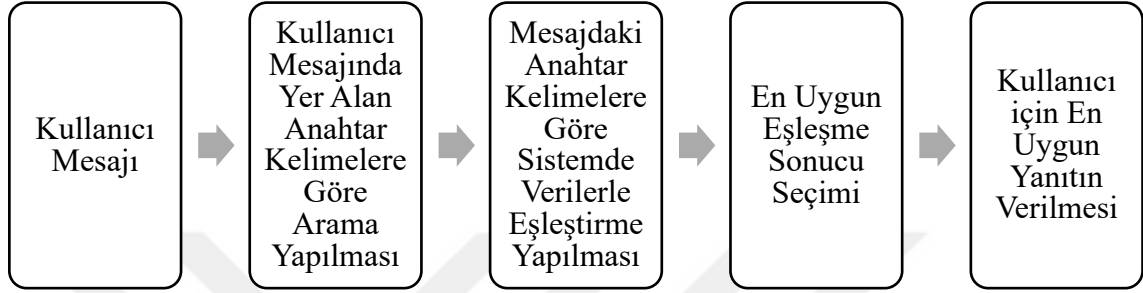 Kullanıcı
Mesajı
Kullanıcı
Mesajında
Yer Alan
Anahtar
Kelimelere
Göre
Arama
Yapılması
Mesajdaki
Anahtar
Kelimelere
Göre
Sistemde
Verilerle
Eşleştirme
Yapılması
En Uygun
Eşleşme
Sonucu
Seçimi
Kullanıcı
için En
Uygun
Yanıtın
Verilmesi